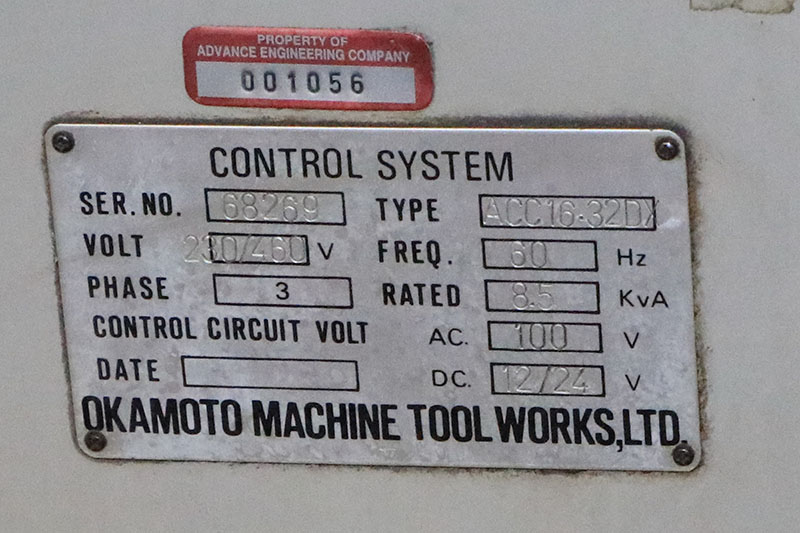 PROPERTY OF
ADVANCE ENGINEERING COMPANY
001056
CONTROL SYSTEM
SER. NO. 68269 TYPE ACC16·32DX
VOLT 230/460 V FREQ. 60 Hz
PHASE 3 RATED 8.5 KvA
CONTROL CIRCUIT VOLT AC. 100 V
DATE DC. 12/24 V
OKAMOTO MACHINE TOOL WORKS,LTD.